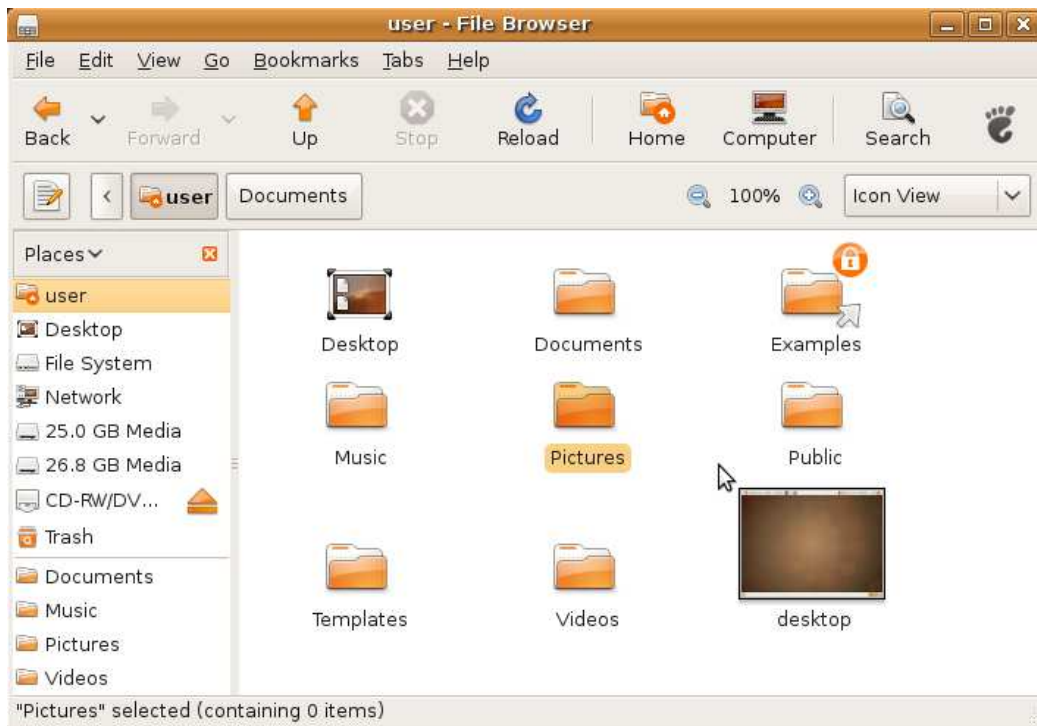 user - File Browser
File Edit View Go Bookmarks Tabs Help
Back Forward Up Stop Reload Home Computer Search
user Documents 100% Icon View
Places
user
Desktop
File System
Network
25.0 GB Media
26.8 GB Media
CD-RW/DV...
Trash
Documents
Music
Pictures
Videos
Desktop Documents Examples
Music Pictures Public
Templates Videos desktop
"Pictures" selected (containing 0 items)